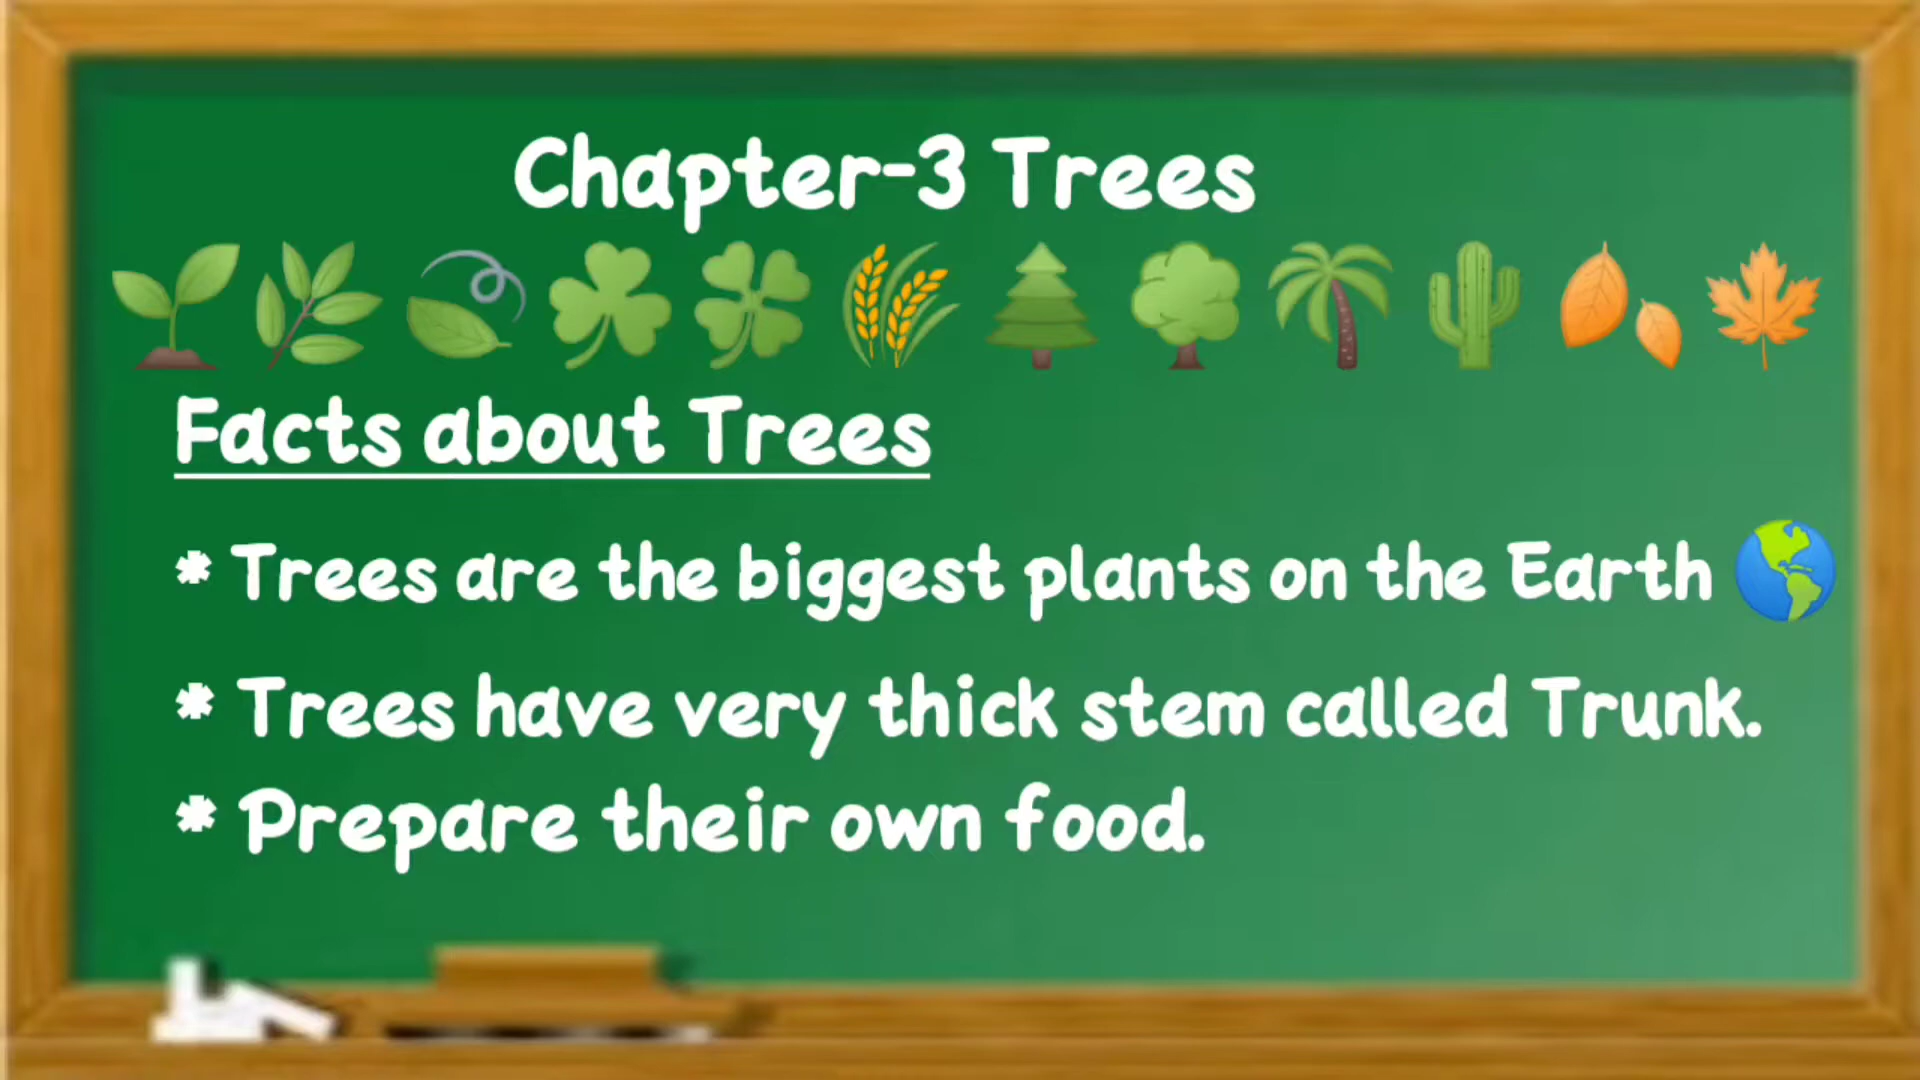 Chapter-3 Trees
🌱🌿🍃☘️🍀🌾🌲🌳🌴🌵🍂🍁
Facts about Trees
* Trees are the biggest plants on the Earth 🌎
* Trees have very thick stem called Trunk.
* Prepare their own food.